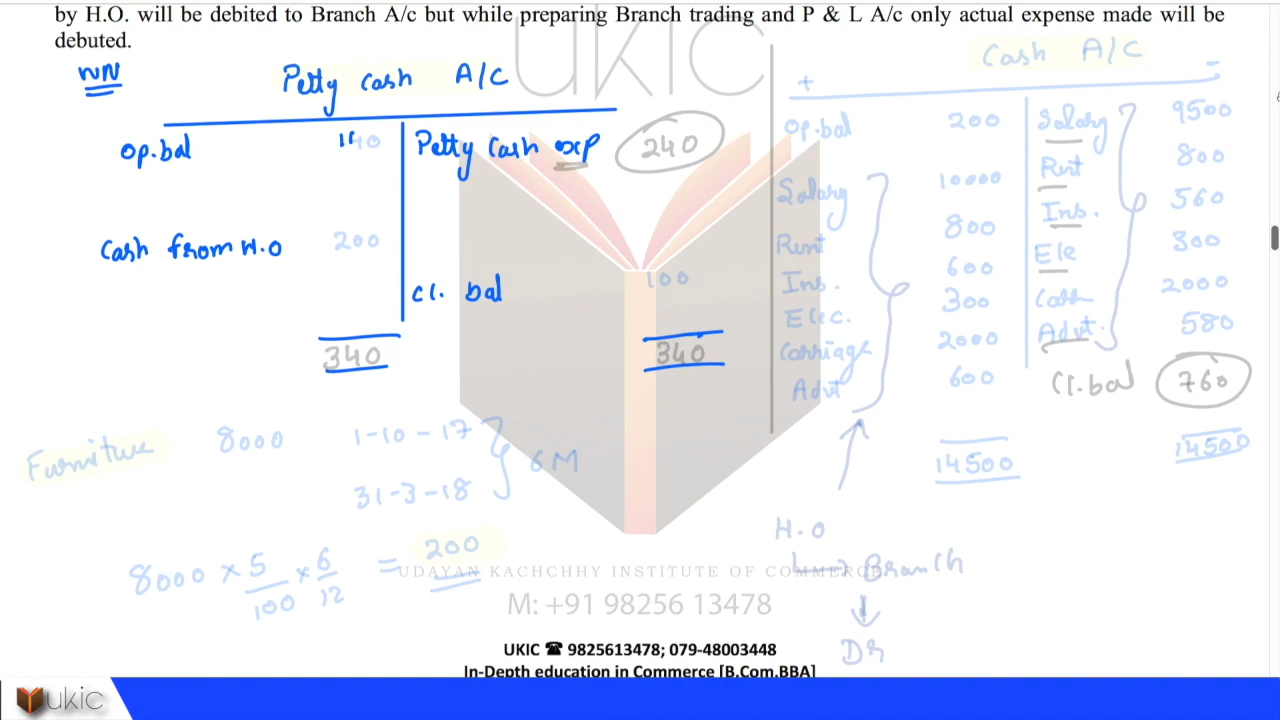 by H.O. will be debited to Branch A/c but while preparing Branch trading and P & L A/c only actual expense made will be
debuted.
UKIC
WN
Petty cash A/C
Op.bal 140 Petty Cash exp 240
Cash from H.O 200
Cl. bal 100
340 340
Cash A/C
+ -
Op.bal 200 Salary 9500
Salary 10000 Rent 800
Rent 800 Ins. 560
Ins. 600 Ele 300
Elec. 300 2000
Carriage 2000 Advt. 580
Advt 600 Cl.bal 760
14500 14500
Furniture 8000 1-10-17
31-3-18
6M
8000 × 5/100 × 6/12 = 200
H.O
Branch
Dr
UDAYAN KACHCHHY INSTITUTE OF COMMERCE
M: +91 98256 13478
UKIC ☎ 9825613478; 079-48003448
In-Depth education in Commerce [B.Com,BBA]
ukic